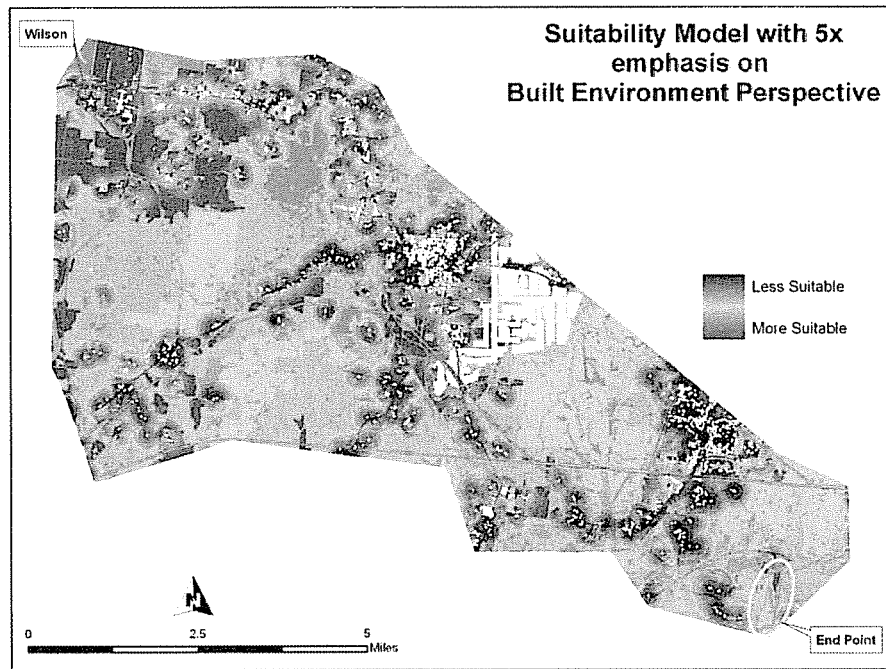 Wilson
Suitability Model with 5x
emphasis on
Built Environment Perspective
Less Suitable
More Suitable
N
0 2.5 5
Miles
End Point